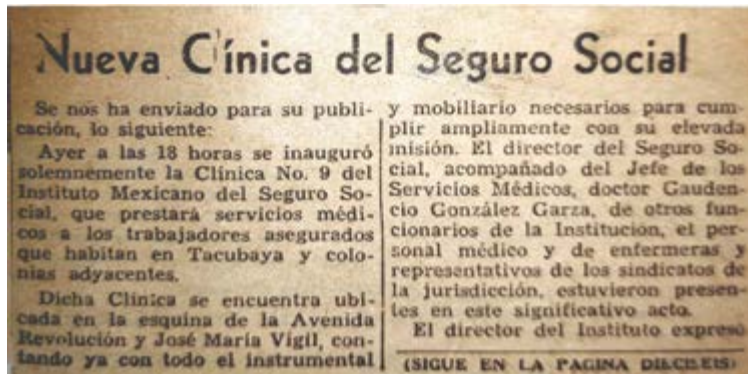 Nueva Clínica del Seguro Social
Se nos ha enviado para su publi-
cación, lo siguiente:
Ayer a las 18 horas se inauguró
solemnemente la Clínica No. 9 del
Instituto Mexicano del Seguro So-
cial, que prestará servicios médi-
cos a los trabajadores asegurados
que habitan en Tacubaya y colo-
nias adyacentes.
Dicha Clínica se encuentra ubi-
cada en la esquina de la Avenida
Revolución y José María Vigil, con-
tando ya con todo el instrumental
y mobiliario necesarios para cum-
plir ampliamente con su elevada
misión. El director del Seguro So-
cial, acompañado del Jefe de los
Servicios Médicos, doctor Gauden-
cio González Garza, de otros fun-
cionarios de la Institución, el per-
sonal médico y de enfermeras y
representativos de los sindicatos de
la jurisdicción, estuvieron presen-
tes en este significativo acto.
El director del Instituto expresó
(SIGUE EN LA PAGINA DIECISEIS)